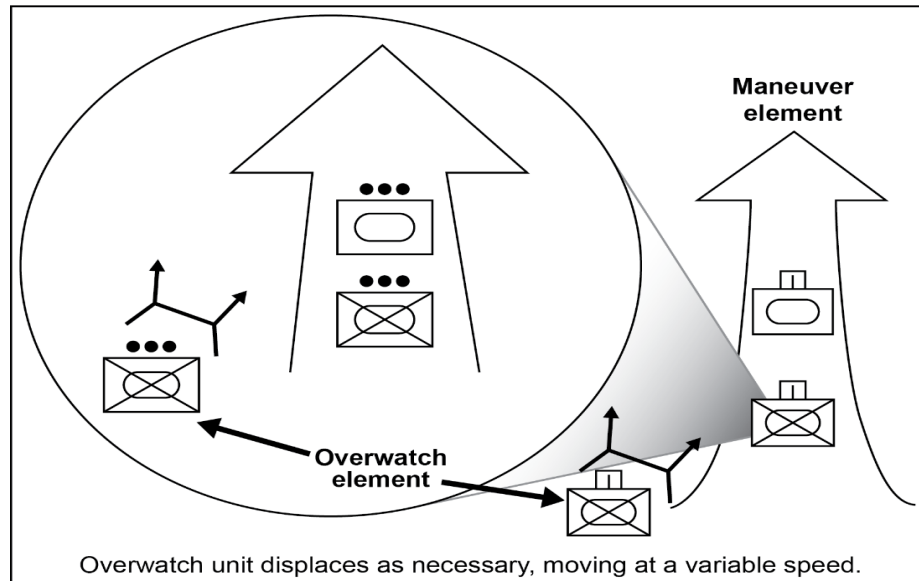 Maneuver
element
Overwatch
element
Overwatch unit displaces as necessary, moving at a variable speed.